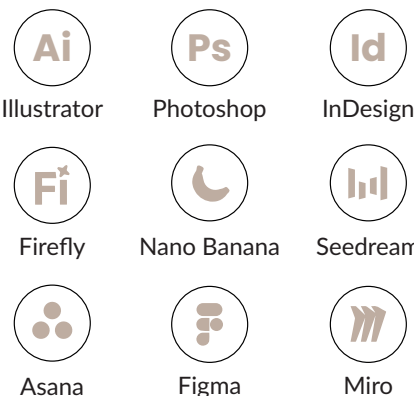 Ai Ps Id
Illustrator Photoshop InDesign
Fi
Firefly Nano Banana Seedream
Asana Figma Miro